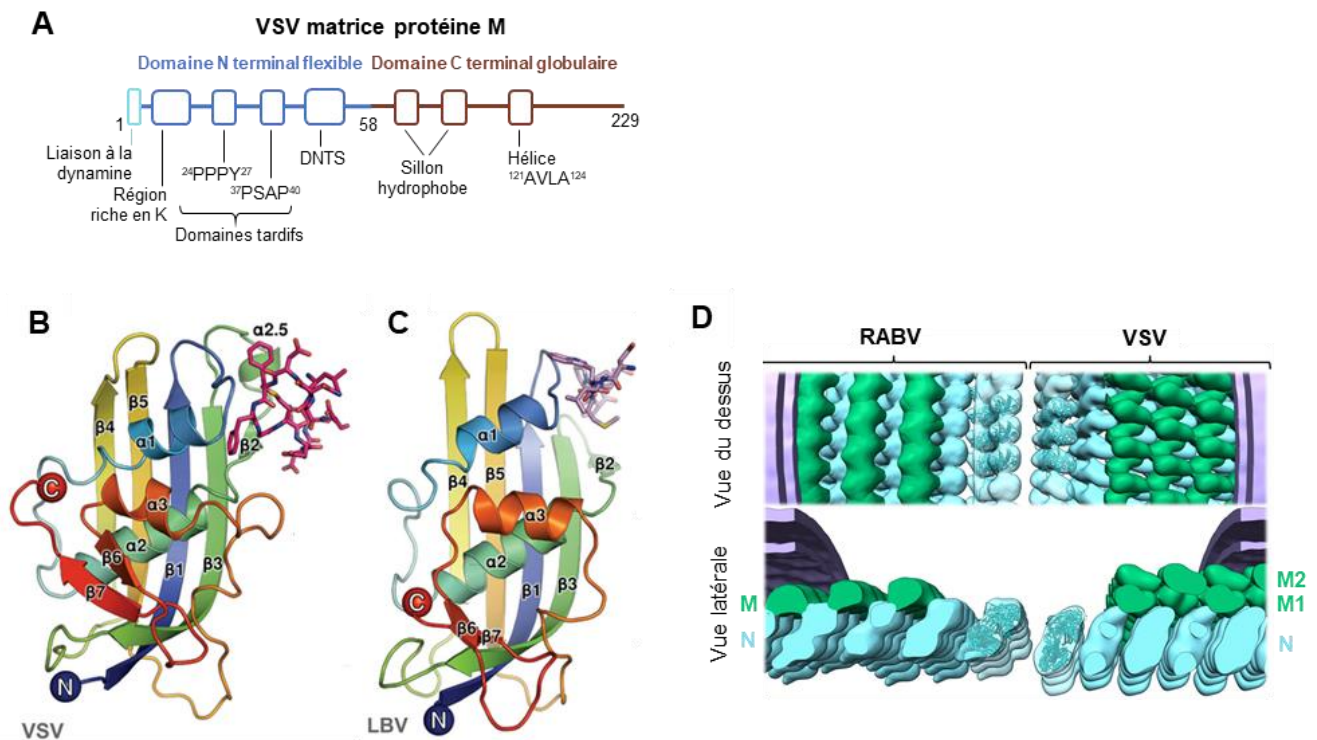 A
VSV matrice protéine M
Domaine N terminal flexible
Domaine C terminal globulaire
1
58
229
Liaison à la
dynamine
Région
riche en K
24PPPY27
37PSAP40
Domaines tardifs
DNTS
Sillon
hydrophobe
Hélice
121AVLA124
B
α2.5
β5
β4
α1
β2
C
α3
α2
β6
β1
β3
β7
N
VSV
C
α1
β4
β5
β2
α3
α2
β1
β3
C
β6
β7
N
LBV
D
RABV
VSV
Vue du dessus
Vue latérale
M
N
M2
M1
N